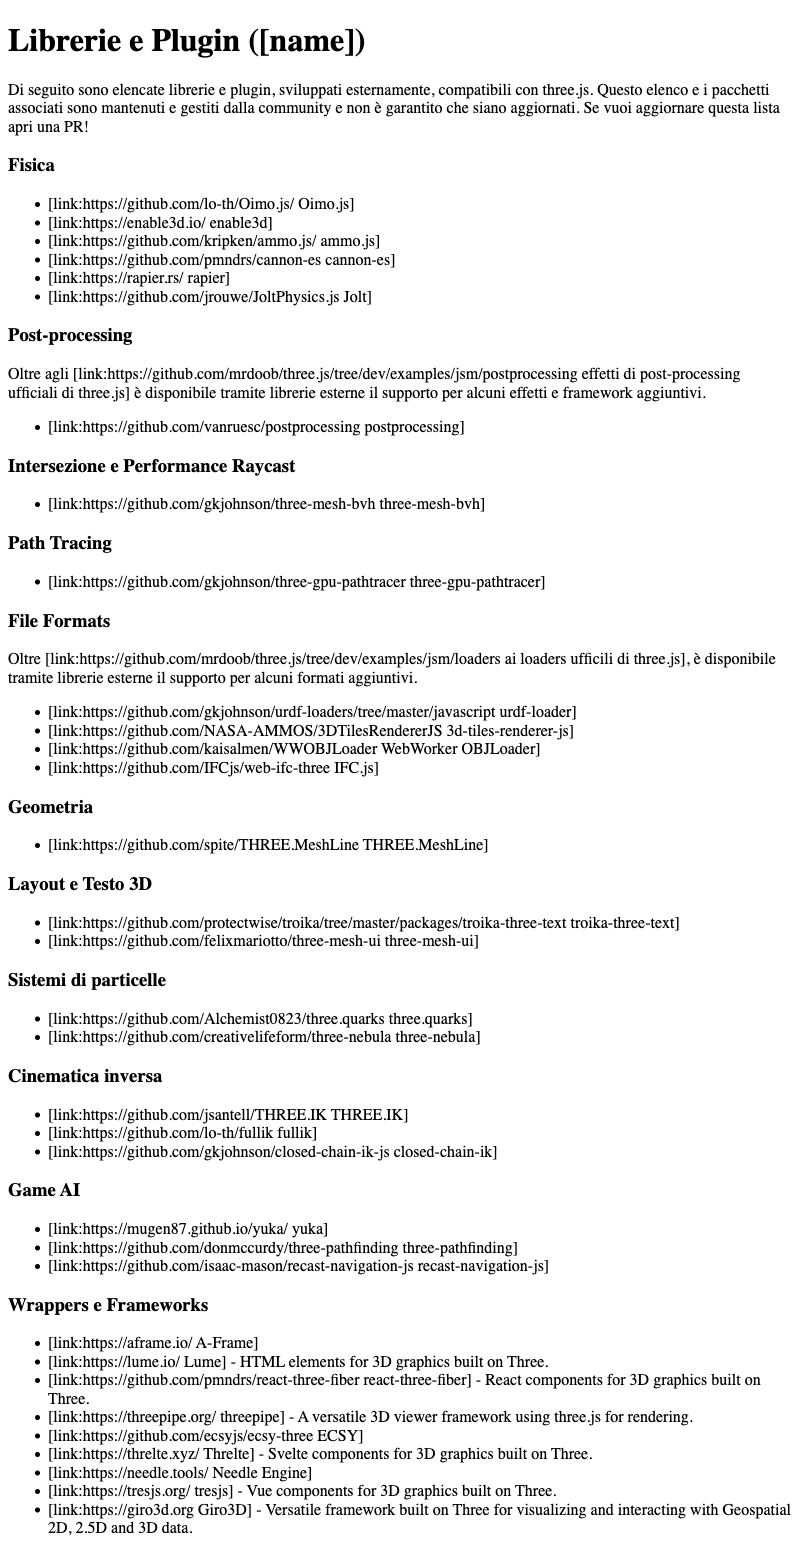 Librerie e Plugin ([name])
Di seguito sono elencate librerie e plugin, sviluppati esternamente, compatibili con three.js. Questo elenco e i pacchetti
associati sono mantenuti e gestiti dalla community e non è garantito che siano aggiornati. Se vuoi aggiornare questa lista
apri una PR!
Fisica
• [link:https://github.com/lo-th/Oimo.js/ Oimo.js]
• [link:https://enable3d.io/ enable3d]
• [link:https://github.com/kripken/ammo.js/ ammo.js]
• [link:https://github.com/pmndrs/cannon-es cannon-es]
• [link:https://rapier.rs/ rapier]
• [link:https://github.com/jrouwe/JoltPhysics.js Jolt]
Post-processing
Oltre agli [link:https://github.com/mrdoob/three.js/tree/dev/examples/jsm/postprocessing effetti di post-processing
ufficiali di three.js] è disponibile tramite librerie esterne il supporto per alcuni effetti e framework aggiuntivi.
• [link:https://github.com/vanruesc/postprocessing postprocessing]
Intersezione e Performance Raycast
• [link:https://github.com/gkjohnson/three-mesh-bvh three-mesh-bvh]
Path Tracing
• [link:https://github.com/gkjohnson/three-gpu-pathtracer three-gpu-pathtracer]
File Formats
Oltre [link:https://github.com/mrdoob/three.js/tree/dev/examples/jsm/loaders ai loaders ufficili di three.js], è disponibile
tramite librerie esterne il supporto per alcuni formati aggiuntivi.
• [link:https://github.com/gkjohnson/urdf-loaders/tree/master/javascript urdf-loader]
• [link:https://github.com/NASA-AMMOS/3DTilesRendererJS 3d-tiles-renderer-js]
• [link:https://github.com/kaisalmen/WWOBJLoader WebWorker OBJLoader]
• [link:https://github.com/IFCjs/web-ifc-three IFC.js]
Geometria
• [link:https://github.com/spite/THREE.MeshLine THREE.MeshLine]
Layout e Testo 3D
• [link:https://github.com/protectwise/troika/tree/master/packages/troika-three-text troika-three-text]
• [link:https://github.com/felixmariotto/three-mesh-ui three-mesh-ui]
Sistemi di particelle
• [link:https://github.com/Alchemist0823/three.quarks three.quarks]
• [link:https://github.com/creativelifeform/three-nebula three-nebula]
Cinematica inversa
• [link:https://github.com/jsantell/THREE.IK THREE.IK]
• [link:https://github.com/lo-th/fullik fullik]
• [link:https://github.com/gkjohnson/closed-chain-ik-js closed-chain-ik]
Game AI
• [link:https://mugen87.github.io/yuka/ yuka]
• [link:https://github.com/donmccurdy/three-pathfinding three-pathfinding]
• [link:https://github.com/isaac-mason/recast-navigation-js recast-navigation-js]
Wrappers e Frameworks
• [link:https://aframe.io/ A-Frame]
• [link:https://lume.io/ Lume] - HTML elements for 3D graphics built on Three.
• [link:https://github.com/pmndrs/react-three-fiber react-three-fiber] - React components for 3D graphics built on
Three.
• [link:https://threepipe.org/ threepipe] - A versatile 3D viewer framework using three.js for rendering.
• [link:https://github.com/ecsyjs/ecsy-three ECSY]
• [link:https://threlte.xyz/ Threlte] - Svelte components for 3D graphics built on Three.
• [link:https://needle.tools/ Needle Engine]
• [link:https://tresjs.org/ tresjs] - Vue components for 3D graphics built on Three.
• [link:https://giro3d.org Giro3D] - Versatile framework built on Three for visualizing and interacting with Geospatial
2D, 2.5D and 3D data.